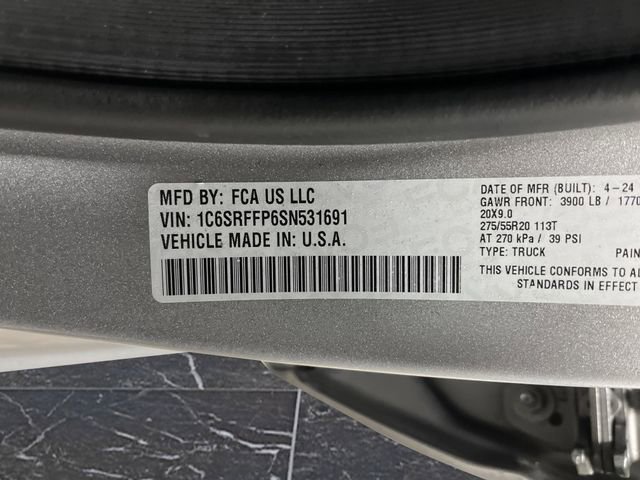 MFD BY: FCA US LLC
VIN: 1C6SRFFP6SN531691
VEHICLE MADE IN: U.S.A.
DATE OF MFR (BUILT): 4-24
GAWR FRONT: 3900 LB / 1770
20X9.0
275/55R20 113T
AT 270 kPa / 39 PSI
TYPE: TRUCK PAIN
THIS VEHICLE CONFORMS TO AL
STANDARDS IN EFFECT